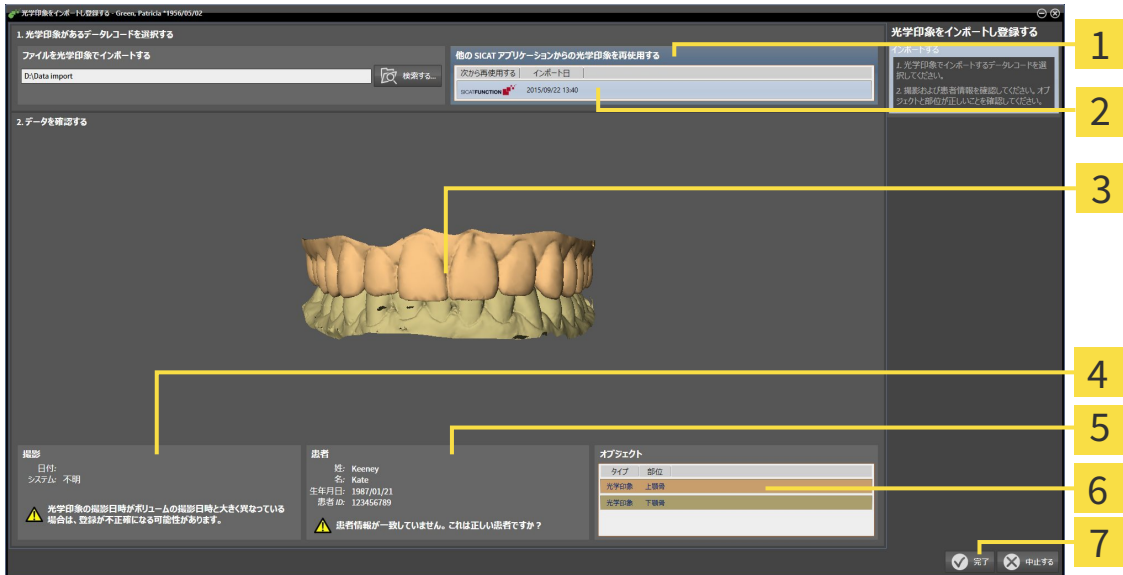 光学印象をインポートし登録する - Green, Patricia *1956/05/02
1. 光学印象があるデータレコードを選択する
ファイルを光学印象でインポートする
D:\Data import
検索する...
他の SICAT アプリケーションからの光学印象を再使用する
次から再使用する インポート日
SICATFUNCTION 2015/09/22 13:40
光学印象をインポートし登録する
インポートする
1. 光学印象でインポートするデータレコードを選
択してください。
2. 撮影および患者情報を確認してください。オブ
ジェクトと部位が正しいことを確認してください。
2. データを確認する
撮影
日付:
システム: 不明
光学印象の撮影日時がボリュームの撮影日時と大きく異なっている
場合は、登録が不正確になる可能性があります。
患者
姓: Keeney
名: Kate
生年月日: 1987/01/21
患者 ID: 123456789
患者情報が一致していません。これは正しい患者ですか？
オブジェクト
タイプ 部位
光学印象 上顎骨
光学印象 下顎骨
完了
中止する
1
2
3
4
5
6
7